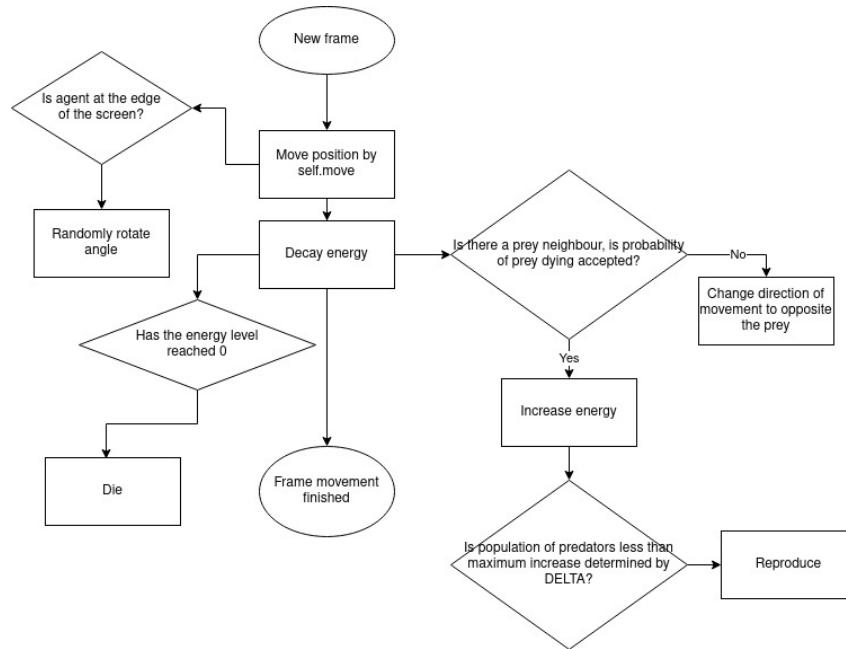 New frame
Is agent at the edge
of the screen?
Move position by
self.move
Randomly rotate
angle
Decay energy
Is there a prey neighbour, is probability
of prey dying accepted?
No
Change direction of
movement to opposite
the prey
Has the energy level
reached 0
Yes
Increase energy
Die
Frame movement
finished
Is population of predators less than
maximum increase determined by
DELTA?
Reproduce